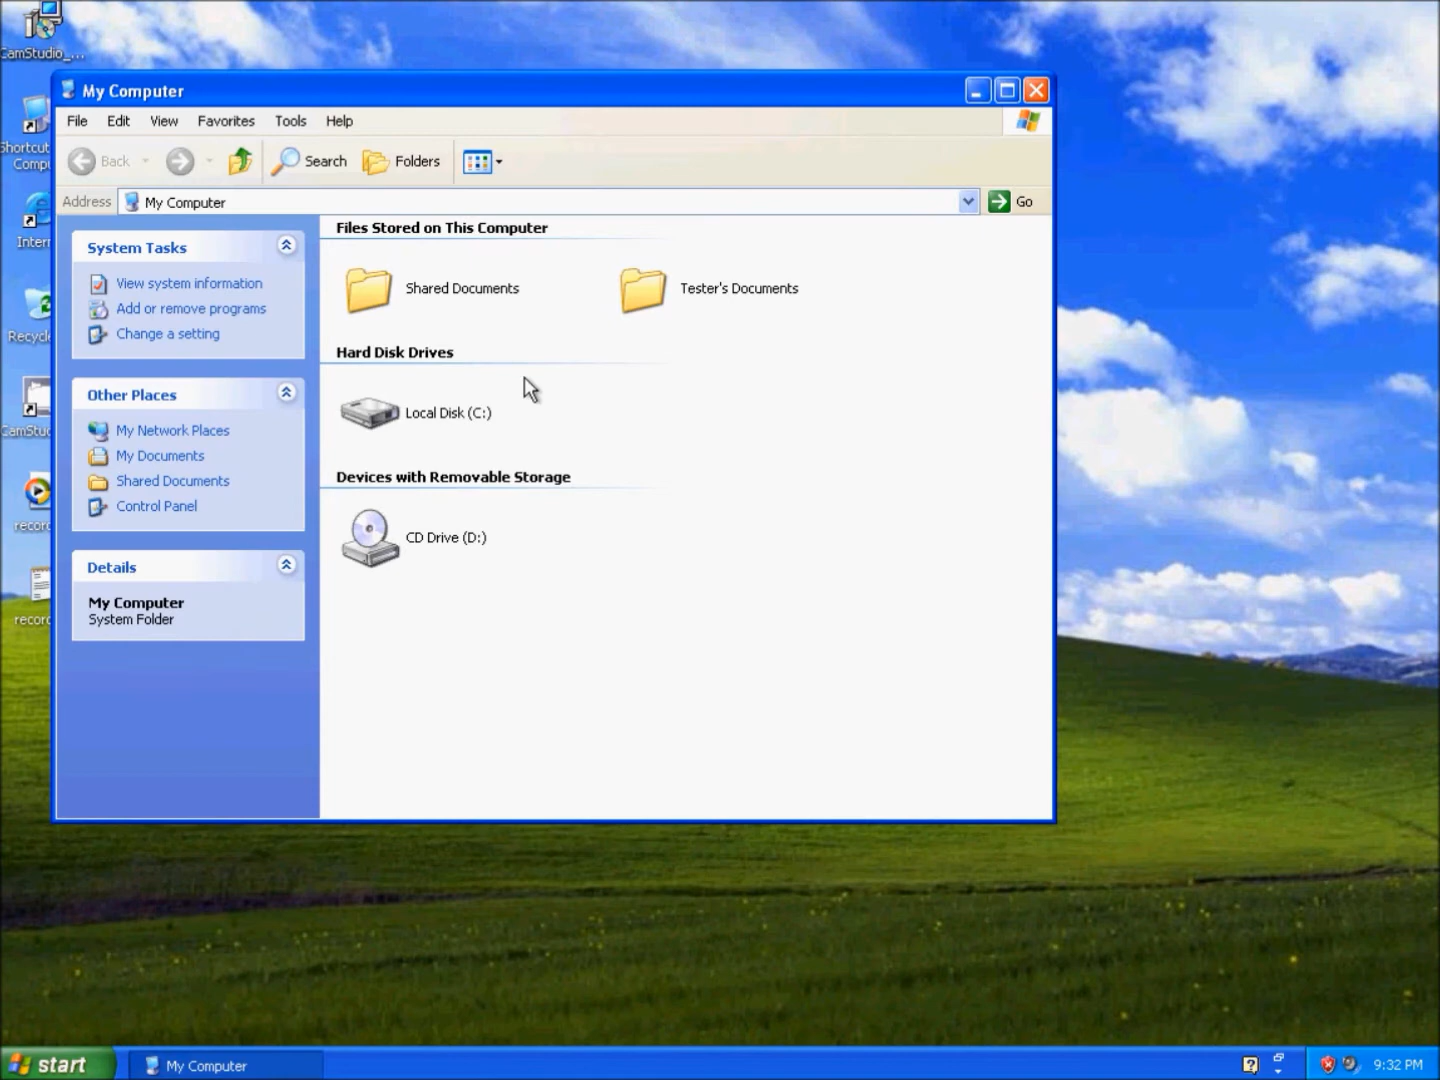 CamStudio_...
My Computer
File Edit View Favorites Tools Help
Back Search Folders
Address My Computer Go
System Tasks
View system information
Add or remove programs
Change a setting
Other Places
My Network Places
My Documents
Shared Documents
Control Panel
Details
My Computer
System Folder
Files Stored on This Computer
Shared Documents Tester's Documents
Hard Disk Drives
Local Disk (C:)
Devices with Removable Storage
CD Drive (D:)
Shortcut
Compu
Intern
Recycle
CamStud
record
record
start My Computer 9:32 PM